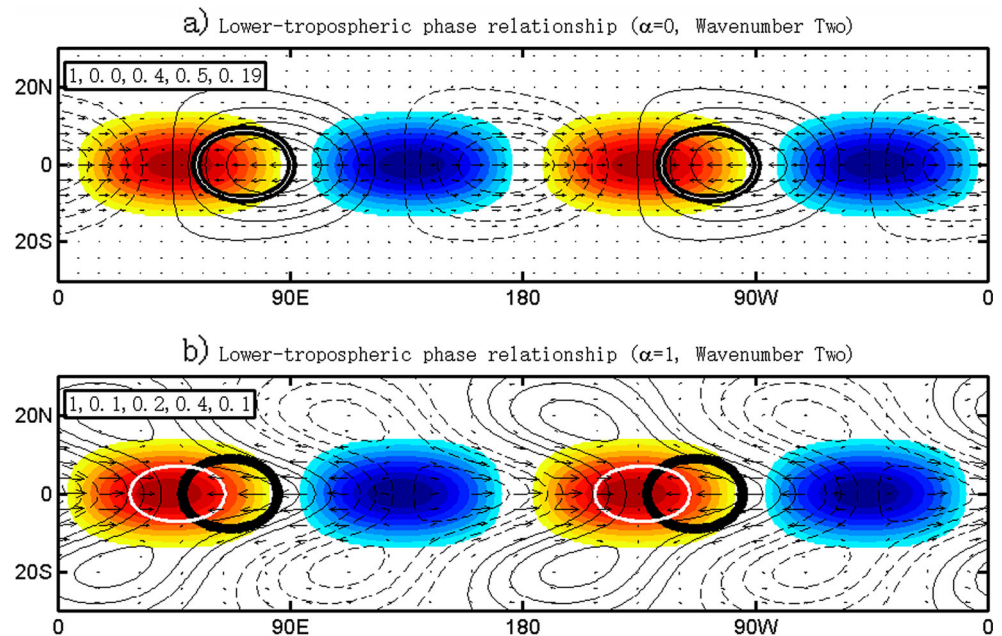 a) Lower-tropospheric phase relationship (α=0, Wavenumber Two)
1, 0.0, 0.4, 0.5, 0.19
20N
0
20S
0 90E 180 90W 0
b) Lower-tropospheric phase relationship (α=1, Wavenumber Two)
1, 0.1, 0.2, 0.4, 0.1
20N
0
20S
0 90E 180 90W 0